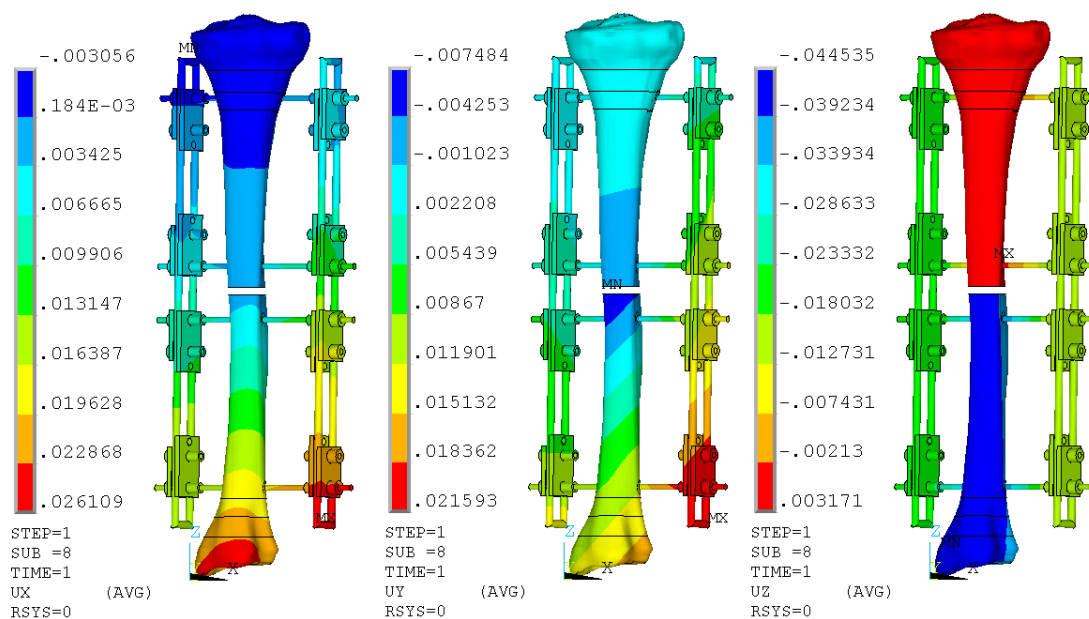 -.003056
.184E-03
.003425
.006665
.009906
.013147
.016387
.019628
.022868
.026109
STEP=1
SUB =8
TIME=1
UX (AVG)
RSYS=0
MX
Z
X
-.007484
-.004253
-.001023
.002208
.005439
.00867
.011901
.015132
.018362
.021593
STEP=1
SUB =8
TIME=1
UY (AVG)
RSYS=0
MN
MX
Z
X
-.044535
-.039234
-.033934
-.028633
-.023332
-.018032
-.012731
-.007431
-.00213
.003171
STEP=1
SUB =8
TIME=1
UZ (AVG)
RSYS=0
MX
MN
Z
X